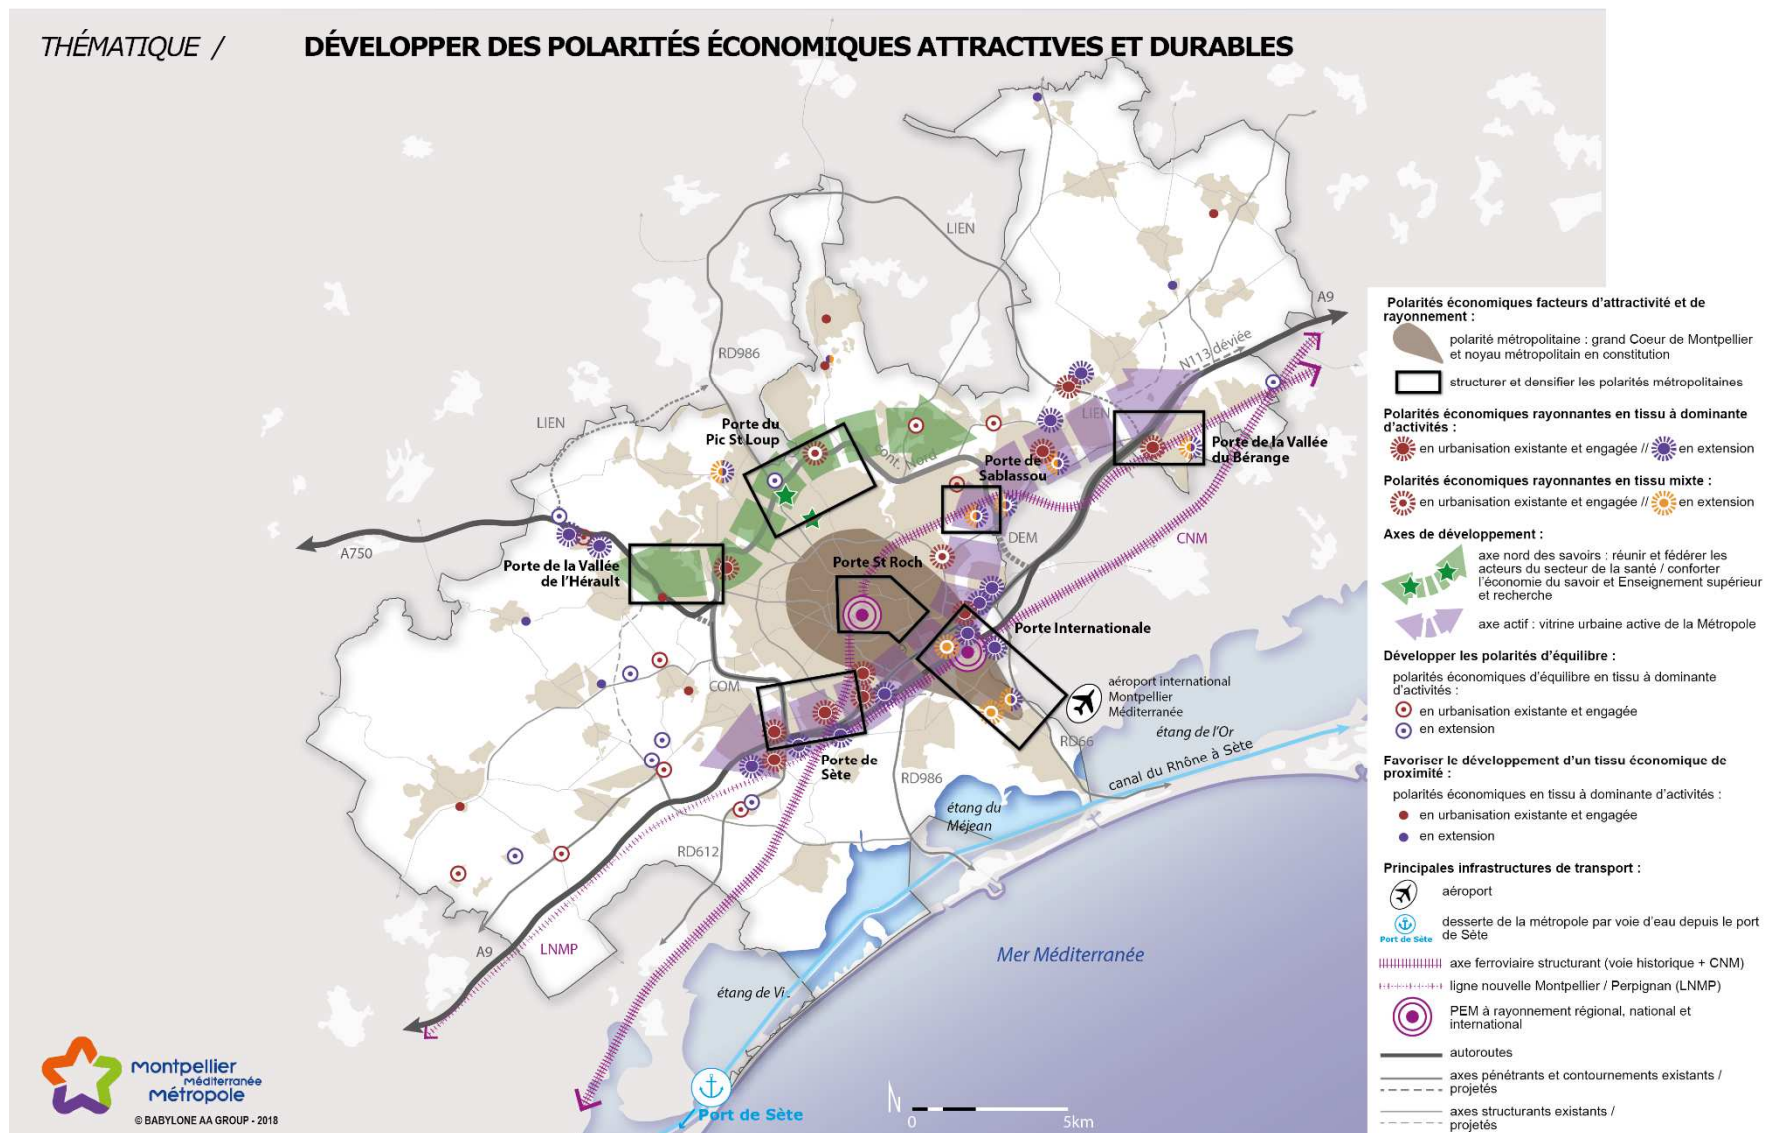 THÉMATIQUE / DÉVELOPPER DES POLARITÉS ÉCONOMIQUES ATTRACTIVES ET DURABLES
LIEN
A9
RD986
N113 déviée
LIEN
LIEN
Porte du
Pic St Loup
cont. Nord
Porte de
Sablassou
Porte de la Vallée
du Bérange
A750
Porte de la Vallée
de l'Hérault
Porte St Roch
DEM
CNM
Porte Internationale
COM
aéroport international
Montpellier
Méditerranée
RD66
étang de l'Or
Porte de
Sète
RD986
canal du Rhône à Sète
étang du
Méjean
RD612
A9
LNMP
Mer Méditerranée
étang de Vic
Port de Sète
N
0 5km
montpellier
méditerranée
métropole
© BABYLONE AA GROUP - 2018
Polarités économiques facteurs d'attractivité et de
rayonnement :
polarité métropolitaine : grand Coeur de Montpellier
et noyau métropolitain en constitution
structurer et densifier les polarités métropolitaines
Polarités économiques rayonnantes en tissu à dominante
d'activités :
en urbanisation existante et engagée // en extension
Polarités économiques rayonnantes en tissu mixte :
en urbanisation existante et engagée // en extension
Axes de développement :
axe nord des savoirs : réunir et fédérer les
acteurs du secteur de la santé / conforter
l'économie du savoir et Enseignement supérieur
et recherche
axe actif : vitrine urbaine active de la Métropole
Développer les polarités d'équilibre :
polarités économiques d'équilibre en tissu à dominante
d'activités :
en urbanisation existante et engagée
en extension
Favoriser le développement d'un tissu économique de
proximité :
polarités économiques en tissu à dominante d'activités :
en urbanisation existante et engagée
en extension
Principales infrastructures de transport :
aéroport
desserte de la métropole par voie d'eau depuis le port
de Sète
Port de Sète
axe ferroviaire structurant (voie historique + CNM)
ligne nouvelle Montpellier / Perpignan (LNMP)
PEM à rayonnement régional, national et
international
autoroutes
axes pénétrants et contournements existants /
projetés
axes structurants existants /
projetés